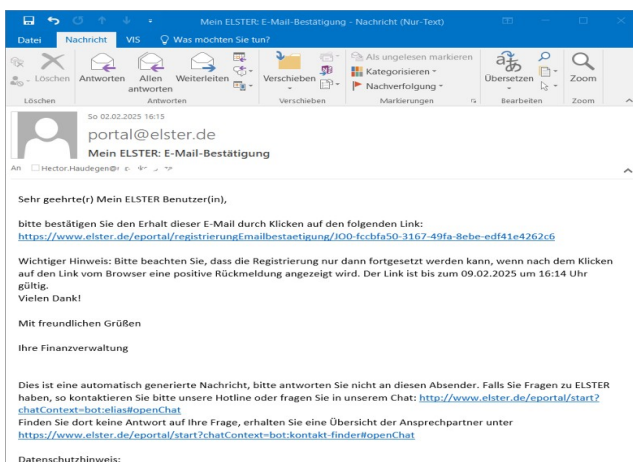 Mein ELSTER: E-Mail-Bestätigung - Nachricht (Nur-Text)
Datei Nachricht VIS Was möchten Sie tun?
Löschen Antworten Allen antworten Weiterleiten Verschieben Als ungelesen markieren Kategorisieren Nachverfolgung Übersetzen Zoom
Löschen Antworten Verschieben Markierungen Bearbeiten Zoom
So 02.02.2025 16:15
portal@elster.de
Mein ELSTER: E-Mail-Bestätigung
An Hector.Haudegen@
Sehr geehrte(r) Mein ELSTER Benutzer(in),
bitte bestätigen Sie den Erhalt dieser E-Mail durch Klicken auf den folgenden Link:
https://www.elster.de/eportal/registrierungEmailbestaetigung/JO0-fccbfa50-3167-49fa-8ebe-edf41e4262c6
Wichtiger Hinweis: Bitte beachten Sie, dass die Registrierung nur dann fortgesetzt werden kann, wenn nach dem Klicken
auf den Link vom Browser eine positive Rückmeldung angezeigt wird. Der Link ist bis zum 09.02.2025 um 16:14 Uhr
gültig.
Vielen Dank!
Mit freundlichen Grüßen
Ihre Finanzverwaltung
Dies ist eine automatisch generierte Nachricht, bitte antworten Sie nicht an diesen Absender. Falls Sie Fragen zu ELSTER
haben, so kontaktieren Sie bitte unsere Hotline oder fragen Sie in unserem Chat: http://www.elster.de/eportal/start?
chatContext=bot:elias#openChat
Finden Sie dort keine Antwort auf Ihre Frage, erhalten Sie eine Übersicht der Ansprechpartner unter
https://www.elster.de/eportal/start?chatContext=bot:kontakt-finder#openChat
Datenschutzhinweis: